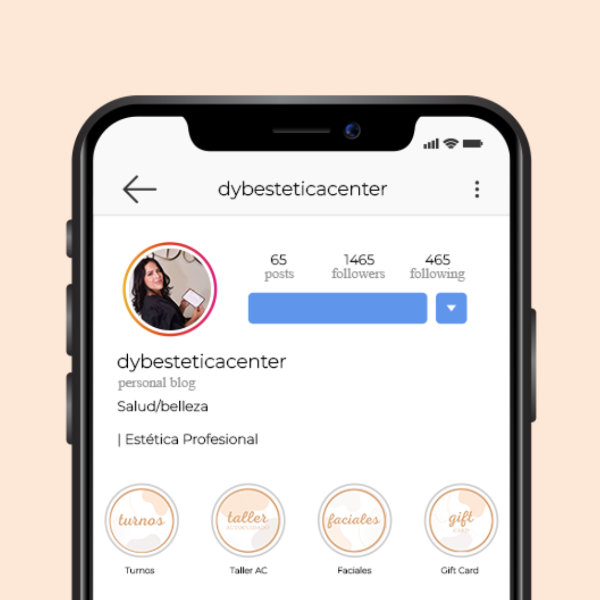 dybesteticacenter
65 1465 465
posts followers following
dybesteticacenter
personal blog
Salud/belleza
| Estética Profesional
turnos taller faciales gift
CARD
Turnos Taller AC Faciales Gift Card